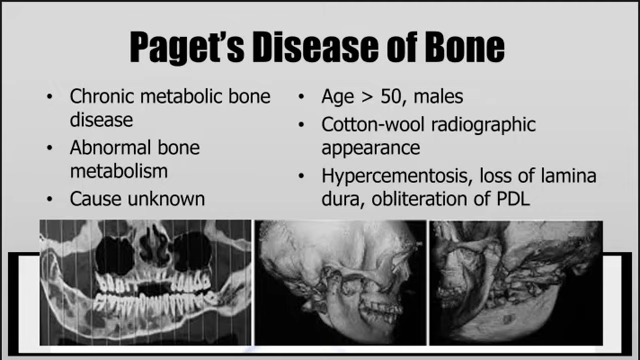 Paget's Disease of Bone
• Chronic metabolic bone
disease
• Abnormal bone
metabolism
• Cause unknown
• Age > 50, males
• Cotton-wool radiographic
appearance
• Hypercementosis, loss of lamina
dura, obliteration of PDL